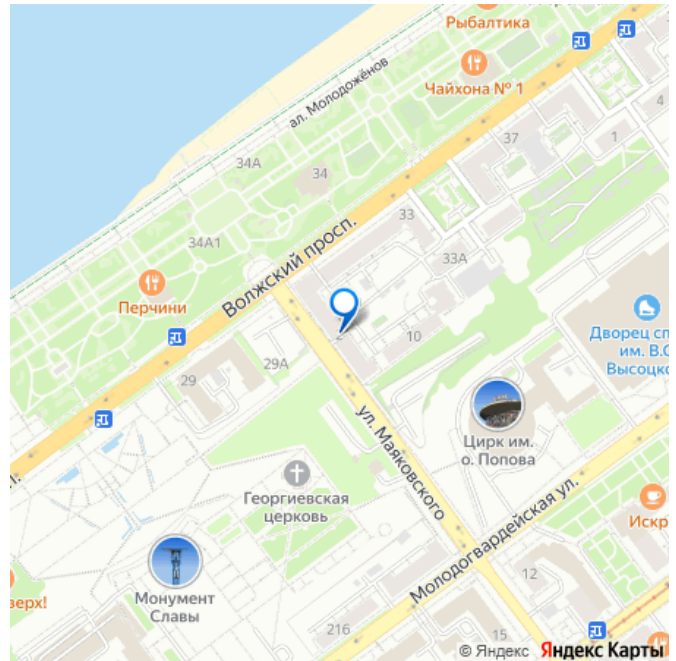 Рыбалтика
ал. Молодожёнов
Чайхона № 1
4
37
1
34А
34
33
34А1
33А
Волжский просп.
Перчини
2
10
Дворец сп
им. В.С
Высоцко
29А
29
ул. Маяковского
Цирк им.
о. Попова
Георгиевская
церковь
Молодогвардейская ул.
Искр
Монумент
Славы
верх!
12
216
15
© Яндекс Яндекс Карты